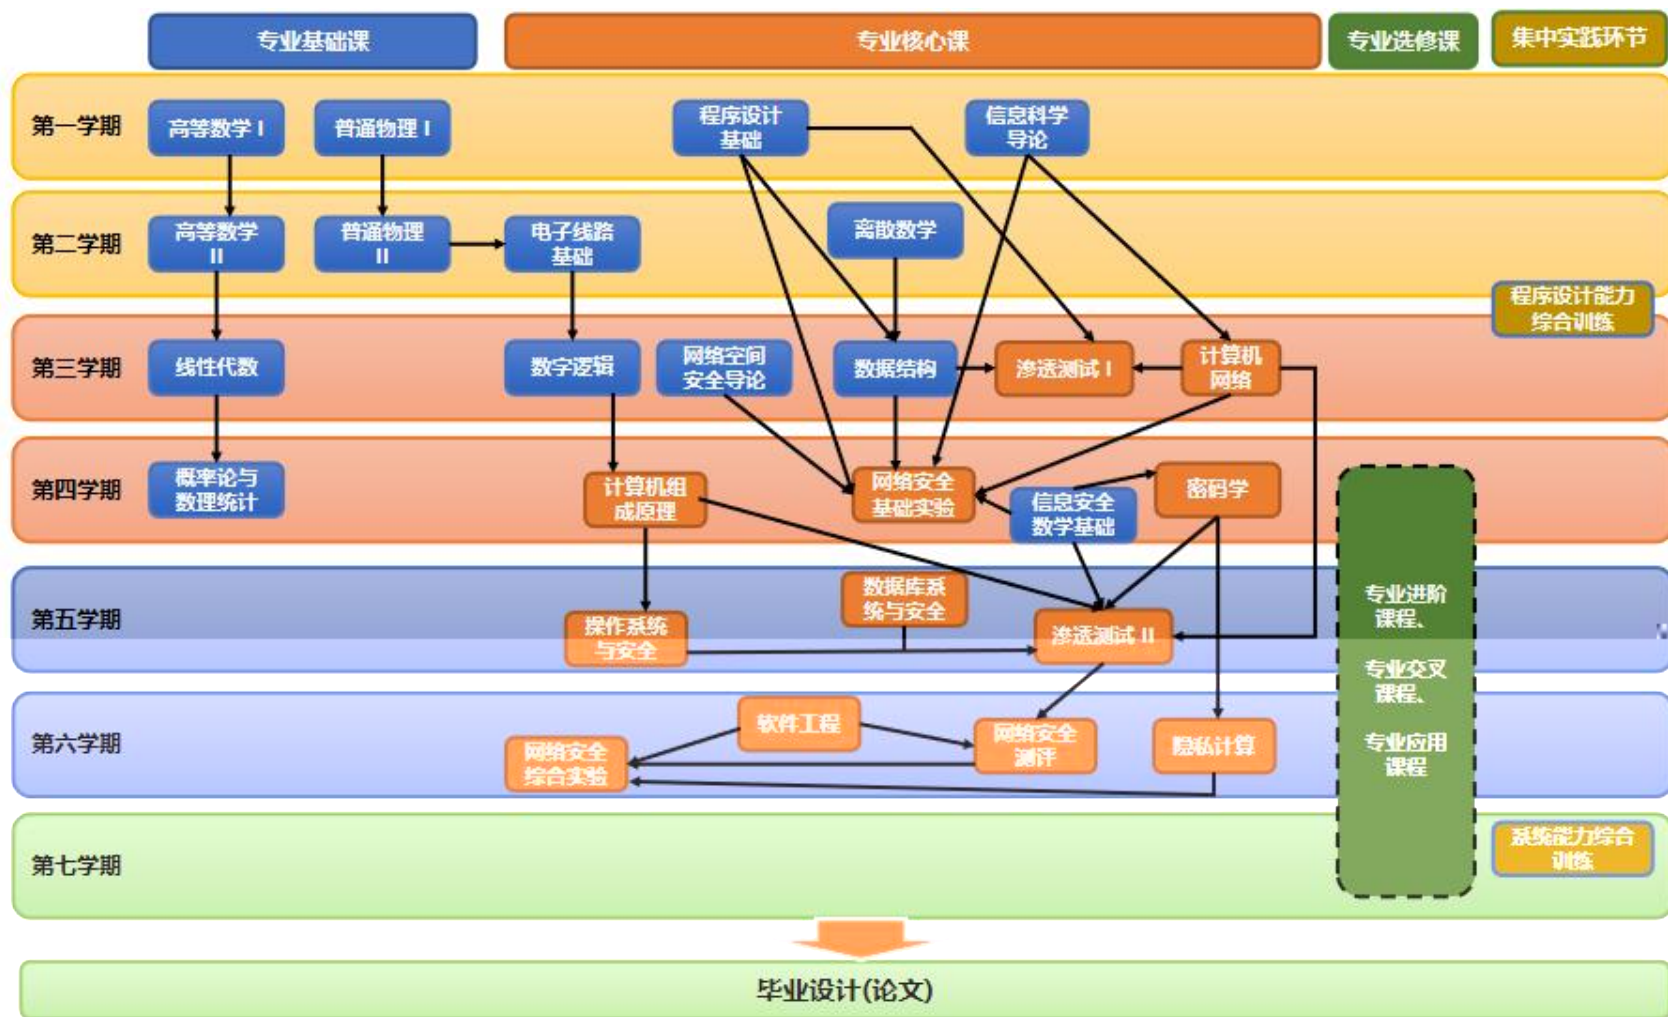 专业基础课
专业核心课
专业选修课
集中实践环节
第一学期
高等数学 I
普通物理 I
程序设计
基础
信息科学
导论
第二学期
高等数学
II
普通物理
II
电子线路
基础
离散数学
程序设计能力
综合训练
第三学期
线性代数
数字逻辑
网络空间
安全导论
数据结构
渗透测试 I
计算机
网络
第四学期
概率论与
数理统计
计算机组
成原理
网络安全
基础实验
信息安全
数学基础
密码学
第五学期
操作系统
与安全
数据库系
统与安全
渗透测试 II
专业进阶
课程、
专业交叉
课程、
专业应用
课程
第六学期
网络安全
综合实验
软件工程
网络安全
测评
隐私计算
第七学期
系统能力综合
训练
毕业设计(论文)